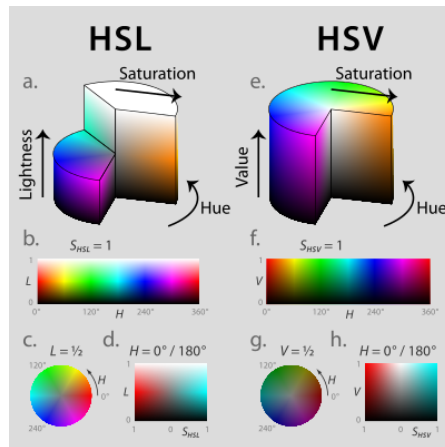 HSL
HSV
a.
Saturation
Lightness
Hue
e.
Saturation
Value
Hue
b.
S_HSL = 1
1
L
0
0° 120° 240° 360°
H
f.
S_HSV = 1
1
V
0
0° 120° 240° 360°
H
c.
L = ½
120°
H
0°
240°
d.
H = 0° / 180°
1
L
0
1 0 1
S_HSL
g.
V = ½
120°
H
0°
240°
h.
H = 0° / 180°
1
V
0
1 0 1
S_HSV